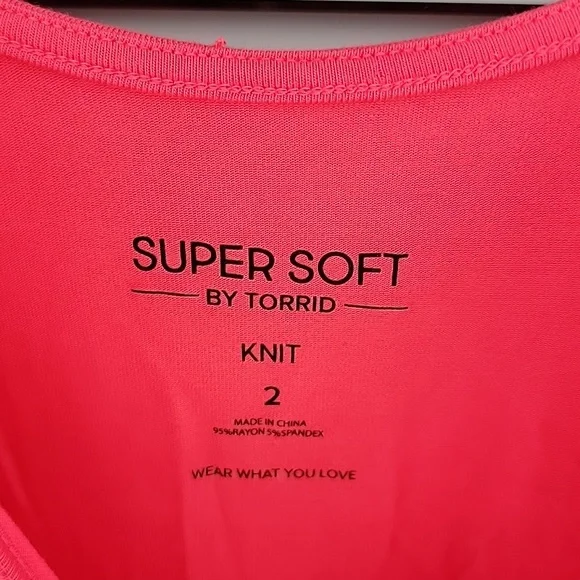 SUPER SOFT
BY TORRID
KNIT
2
MADE IN CHINA
95%RAYON 5%SPANDEX
WEAR WHAT YOU LOVE